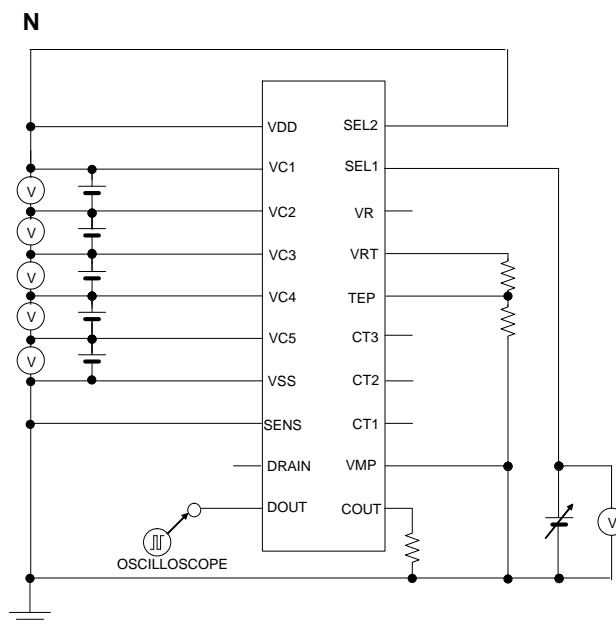 N
VDD
VC1
VC2
VC3
VC4
VC5
VSS
SENS
DRAIN
DOUT
SEL2
SEL1
VR
VRT
TEP
CT3
CT2
CT1
VMP
COUT
V
V
V
V
V
V
OSCILLOSCOPE